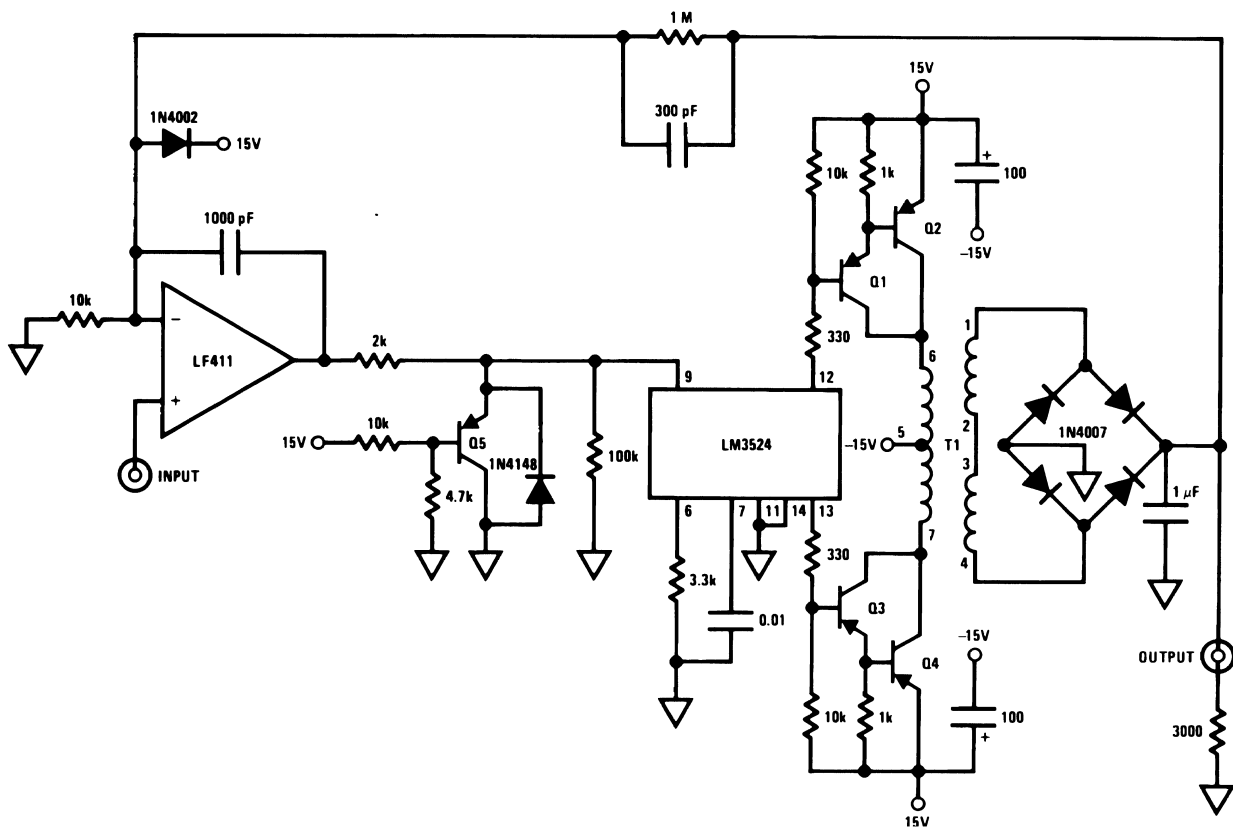 1 M
300 pF
15V
1N4002
15V
10k
1k
+
100
1000 pF
Q2
-15V
Q1
10k
-
LF411
+
INPUT
2k
330
1
6
9
12
15V
10k
Q5
1N4148
100k
LM3524
-15V
5
T1
2
3
1N4007
4.7k
6
7
11
14
13
7
4
1 μF
3.3k
0.01
330
Q3
Q4
-15V
OUTPUT
10k
1k
100
+
3000
15V